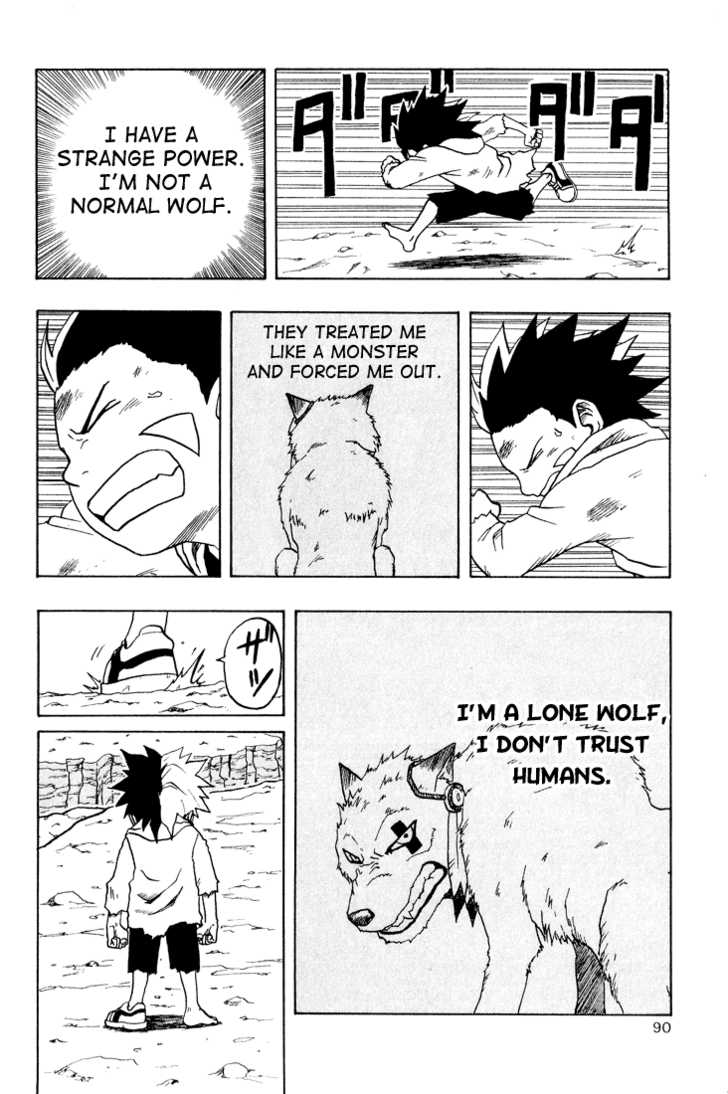 ダ ダ ダ ダ
I HAVE A
STRANGE POWER.
I'M NOT A
NORMAL WOLF.
THEY TREATED ME
LIKE A MONSTER
AND FORCED ME OUT.
I'M A LONE WOLF,
I DON'T TRUST
HUMANS.
ザッ
90